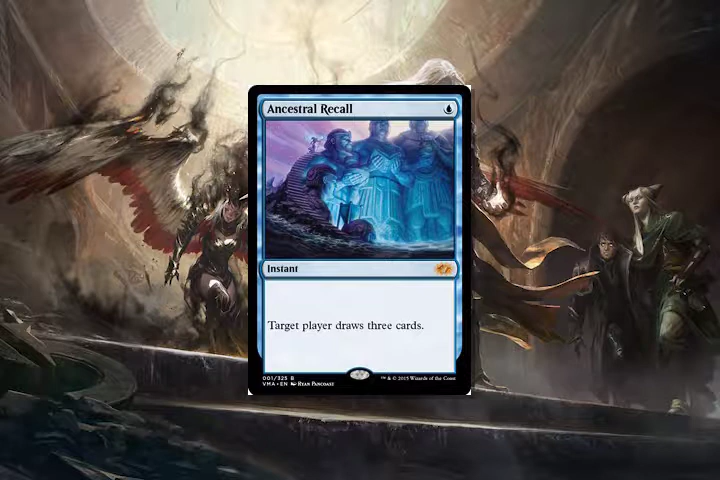 Ancestral Recall
Instant
Target player draws three cards.
001/325 B
VMA • EN Ryan Pancoast
™ & © 2015 Wizards of the Coast